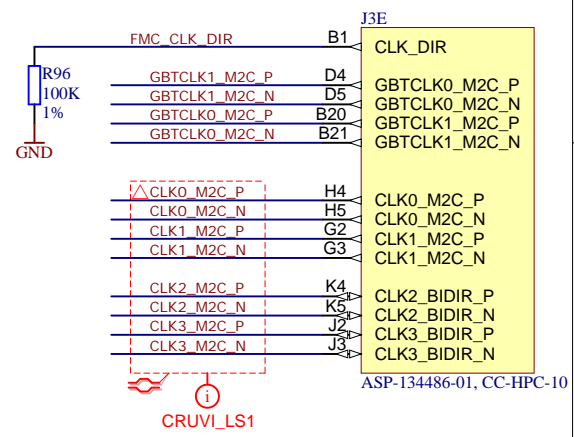 J3E
FMC_CLK_DIR B1 CLK_DIR
R96
100K
1%
GND
GBTCLK1_M2C_P D4 GBTCLK0_M2C_P
GBTCLK1_M2C_N D5 GBTCLK0_M2C_N
GBTCLK0_M2C_P B20 GBTCLK1_M2C_P
GBTCLK0_M2C_N B21 GBTCLK1_M2C_N
CLK0_M2C_P H4 CLK0_M2C_P
CLK0_M2C_N H5 CLK0_M2C_N
CLK1_M2C_P G2 CLK1_M2C_P
CLK1_M2C_N G3 CLK1_M2C_N
CLK2_M2C_P K4 CLK2_BIDIR_P
CLK2_M2C_N K5 CLK2_BIDIR_N
CLK3_M2C_P J2 CLK3_BIDIR_P
CLK3_M2C_N J3 CLK3_BIDIR_N
ASP-134486-01, CC-HPC-10
i
CRUVI_LS1